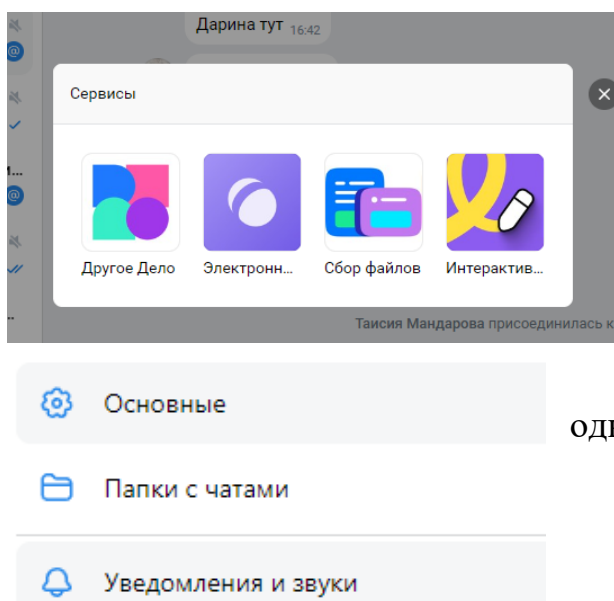 Дарина тут 16:42
Сервисы
Другое Дело Электронн... Сбор файлов Интерактив...
Таисия Мандарова присоединилась к
Основные
Папки с чатами
Уведомления и звуки